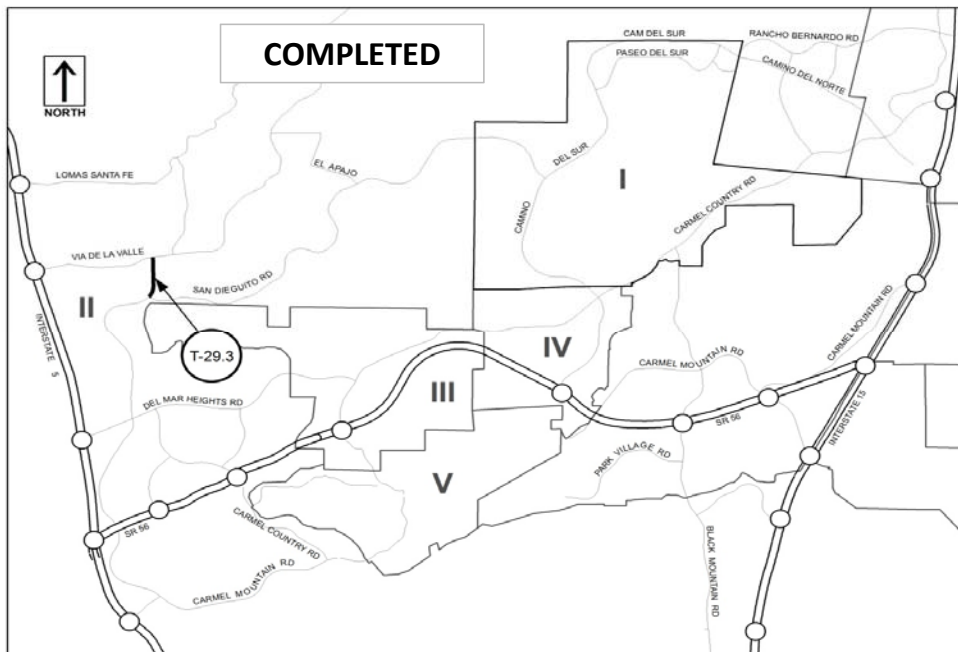 COMPLETED
NORTH
CAM DEL SUR
RANCHO BERNARDO RD
PASEO DEL SUR
CAMINO DEL NORTE
LOMAS SANTA FE
EL APAJO
DEL SUR
I
CARMEL COUNTRY RD
CAMINO
VIA DE LA VALLE
SAN DIEGUITO RD
II
INTERSTATE 5
T-29.3
IV
CARMEL MOUNTAIN RD
CARMEL MOUNTAIN RD
III
DEL MAR HEIGHTS RD
SR 56
INTERSTATE 15
PARK VILLAGE RD
V
SR 56
CARMEL COUNTRY RD
BLACK MOUNTAIN RD
CARMEL MOUNTAIN RD